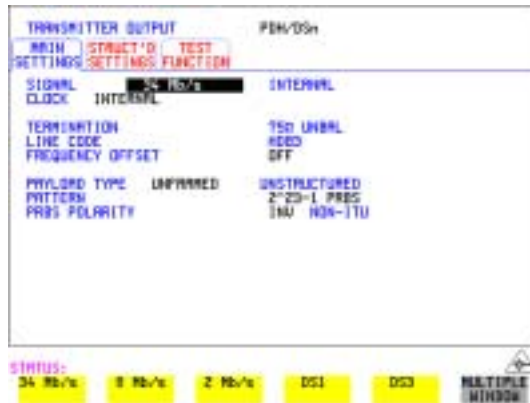 TRANSMITTER OUTPUT PDH/DSn
MAIN STRUCT'D TEST
SETTINGS SETTINGS FUNCTION
SIGNAL 34 Mb/s INTERNAL
CLOCK INTERNAL
TERMINATION 75Ω UNBAL
LINE CODE HDB3
FREQUENCY OFFSET OFF
PAYLOAD TYPE UNFRAMED UNSTRUCTURED
PATTERN 2^23-1 PRBS
PRBS POLARITY INV NON-ITU
STATUS:
34 Mb/s 8 Mb/s 2 Mb/s DS1 DS3 MULTIPLE
WINDOW